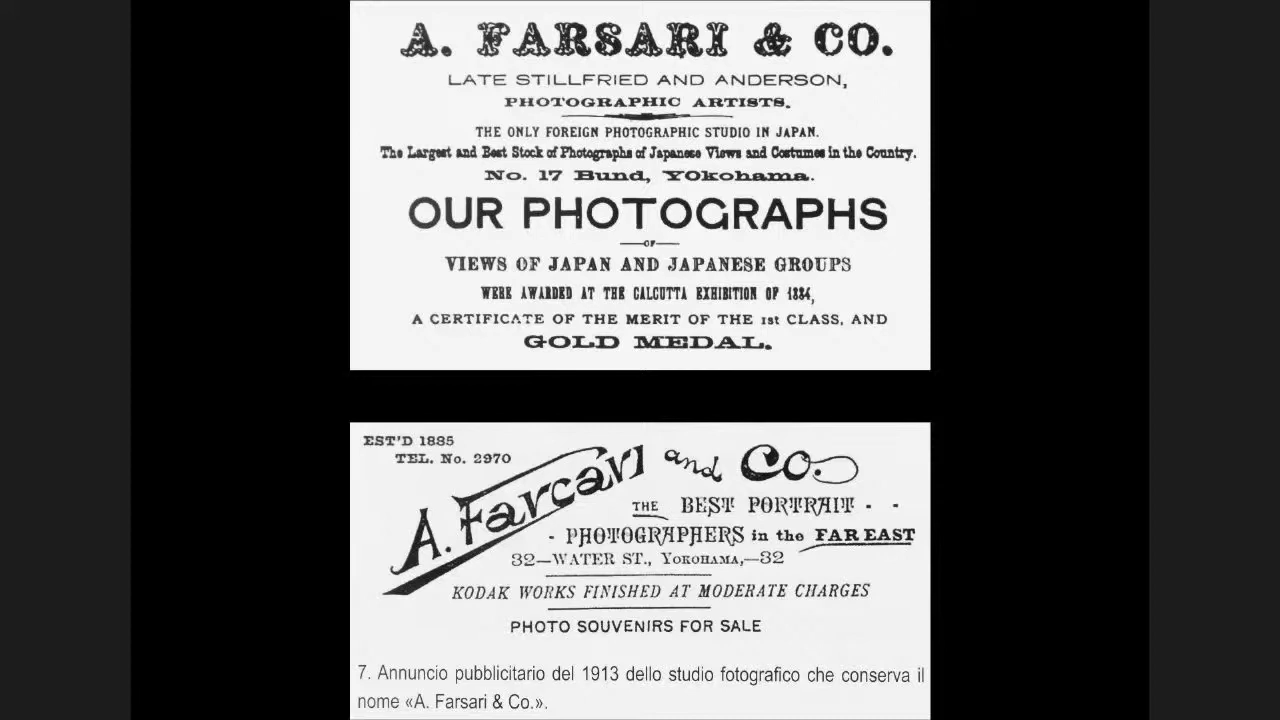 A. FARSARI & CO.
LATE STILLFRIED AND ANDERSON,
PHOTOGRAPHIC ARTISTS.
THE ONLY FOREIGN PHOTOGRAPHIC STUDIO IN JAPAN.
The Largest and Best Stock of Photographs of Japanese Views and Costumes in the Country.
No. 17 Bund, Yokohama.
OUR PHOTOGRAPHS
OF
VIEWS OF JAPAN AND JAPANESE GROUPS
WERE AWARDED AT THE CALCUTTA EXHIBITION OF 1884,
A CERTIFICATE OF THE MERIT OF THE 1st CLASS, AND
GOLD MEDAL.
EST'D 1885
TEL. No. 2970
A. Farcari and Co.
THE BEST PORTRAIT - -
- PHOTOGRAPHERS in the FAR EAST
32—WATER ST., YOKOHAMA,—32
KODAK WORKS FINISHED AT MODERATE CHARGES
PHOTO SOUVENIRS FOR SALE
7. Annuncio pubblicitario del 1913 dello studio fotografico che conserva il
nome «A. Farsari & Co.».